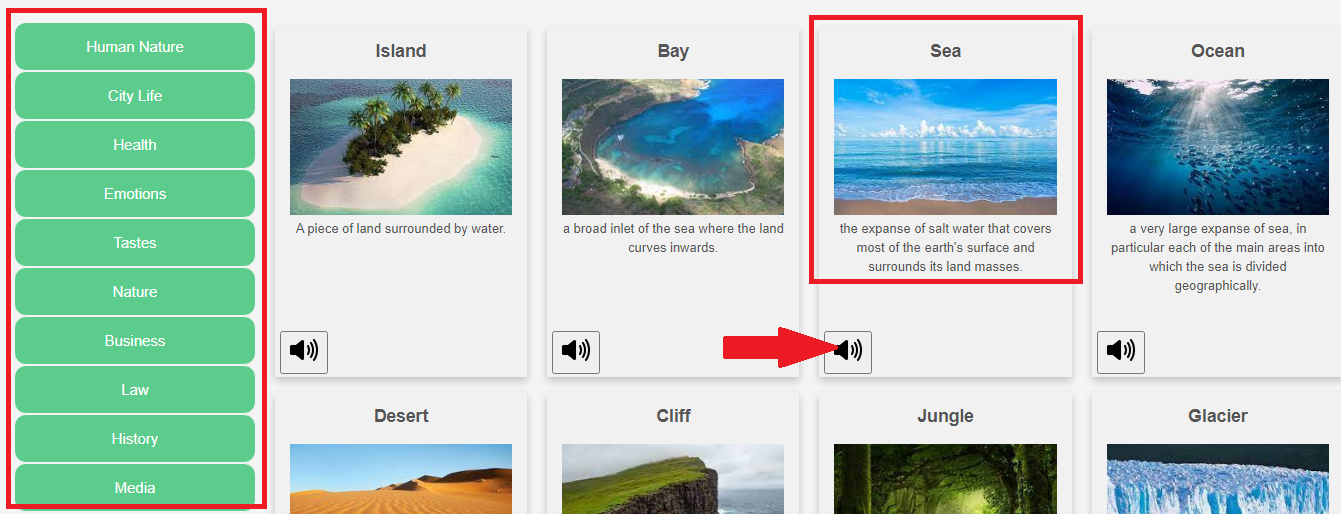 Human Nature
City Life
Health
Emotions
Tastes
Nature
Business
Law
History
Media
Island
A piece of land surrounded by water.
Bay
a broad inlet of the sea where the land
curves inwards.
Sea
the expanse of salt water that covers
most of the earth's surface and
surrounds its land masses.
Ocean
a very large expanse of sea, in
particular each of the main areas into
which the sea is divided
geographically.
Desert
Cliff
Jungle
Glacier